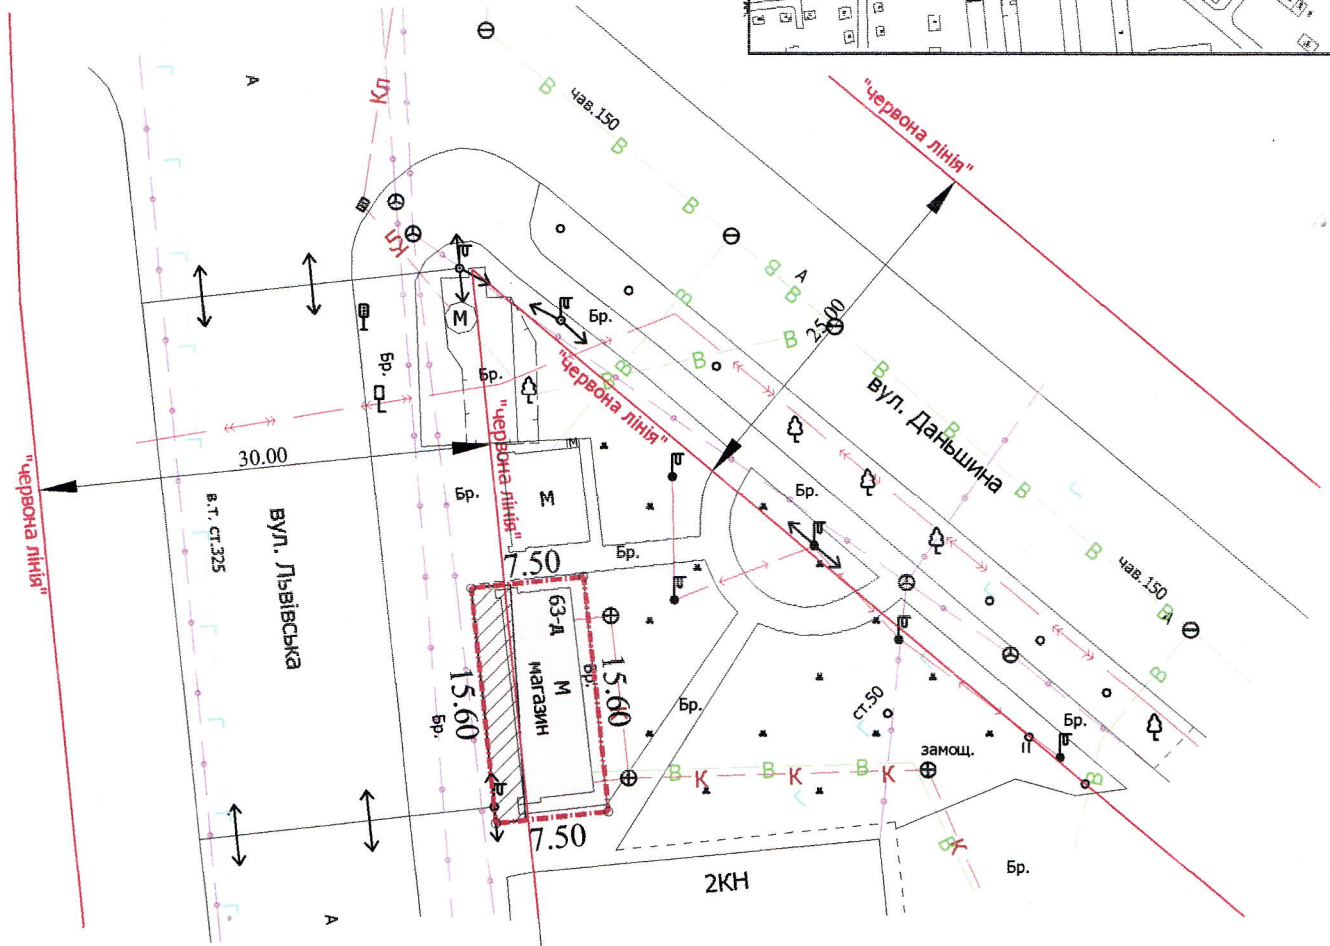 А
Кл
чав.150
В
В
"червона лінія"
В
Кл
В
А
В
В
М
Бр.
25.00
В
В
В
В
В
Бр.
Бр.
"червона лінія"
вул. Даньшина
"червона лінія"
30.00
"червона лінія"
М
В
Бр.
М
Бр.
В
Г
в.т. ст.325
вул. Львівська
7.50
Бр.
В
чав.150
63-д
М
магазин
15.60
Бр.
15.60
Бр.
В
А
В
Бр.
ст.50
Бр.
замощ.
В
К
В
К
В
К
В
7.50
В
К
2КН
Бр.
А